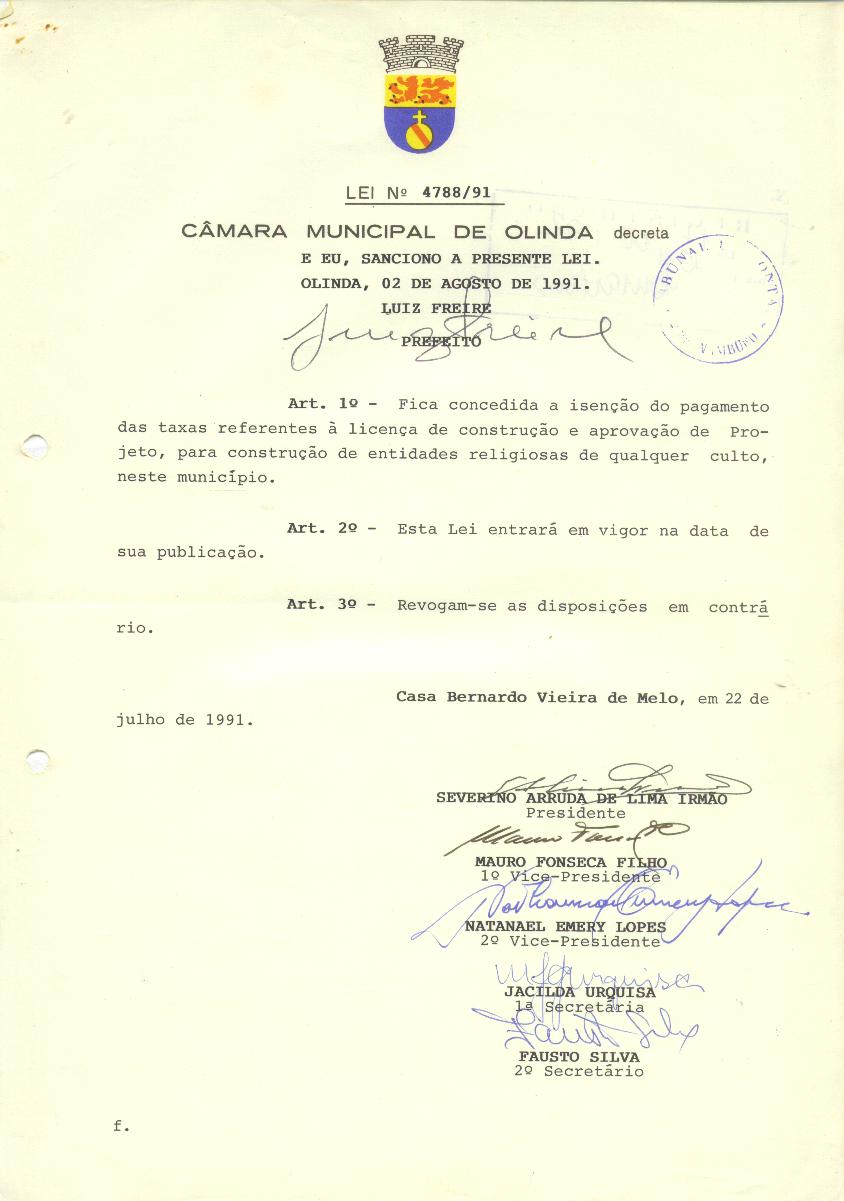 LEI Nº 4788/91
CÂMARA MUNICIPAL DE OLINDA decreta
E EU, SANCIONO A PRESENTE LEI.
OLINDA, 02 DE AGOSTO DE 1991.
LUIZ FREIRE
PREFEITO
Art. 1º - Fica concedida a isenção do pagamento
das taxas referentes à licença de construção e aprovação de Pro-
jeto, para construção de entidades religiosas de qualquer culto,
neste município.
Art. 2º - Esta Lei entrará em vigor na data de
sua publicação.
Art. 3º - Revogam-se as disposições em contrá
rio.
Casa Bernardo Vieira de Melo, em 22 de
julho de 1991.
SEVERINO ARRUDA DE LIMA IRMÃO
Presidente
MAURO FONSECA FILHO
1º Vice-Presidente
NATANAEL EMERY LOPES
2º Vice-Presidente
JACILDA URQUISA
1ª Secretária
FAUSTO SILVA
2º Secretário
f.